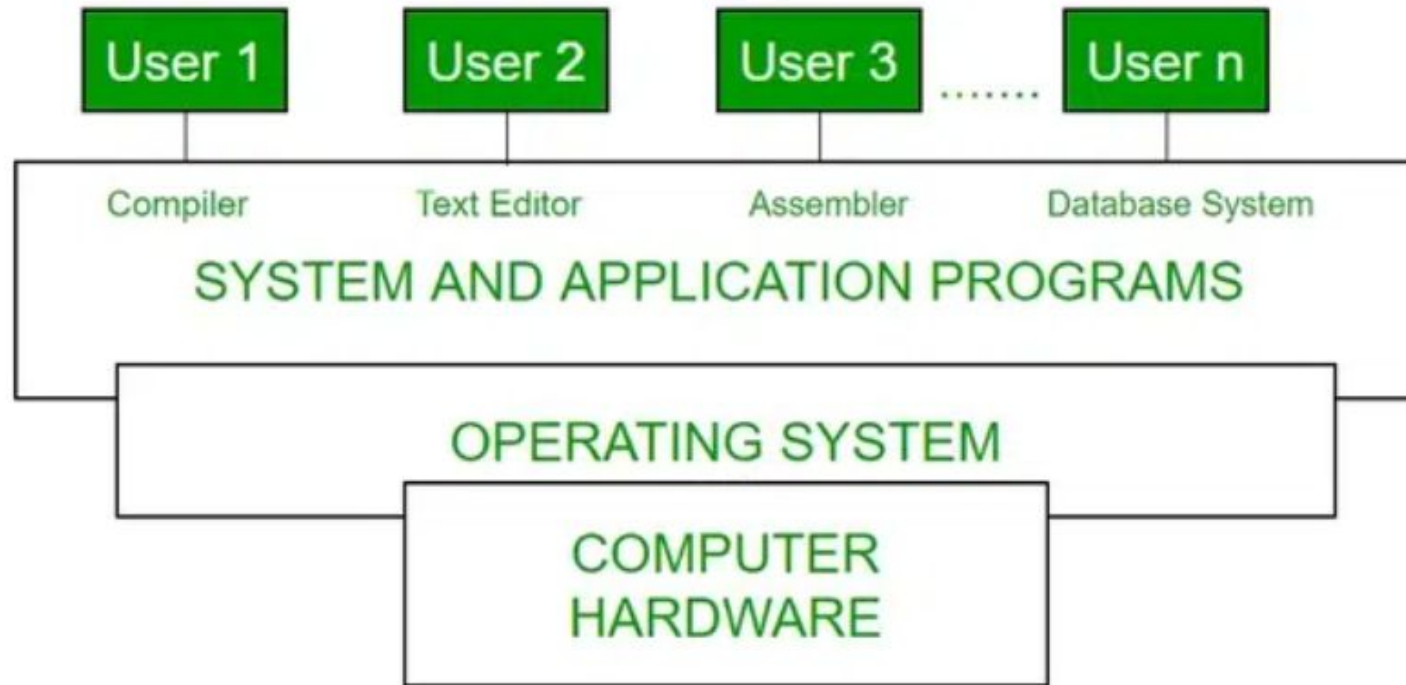 User 1 User 2 User 3 ....... User n
Compiler Text Editor Assembler Database System
SYSTEM AND APPLICATION PROGRAMS
OPERATING SYSTEM
COMPUTER
HARDWARE